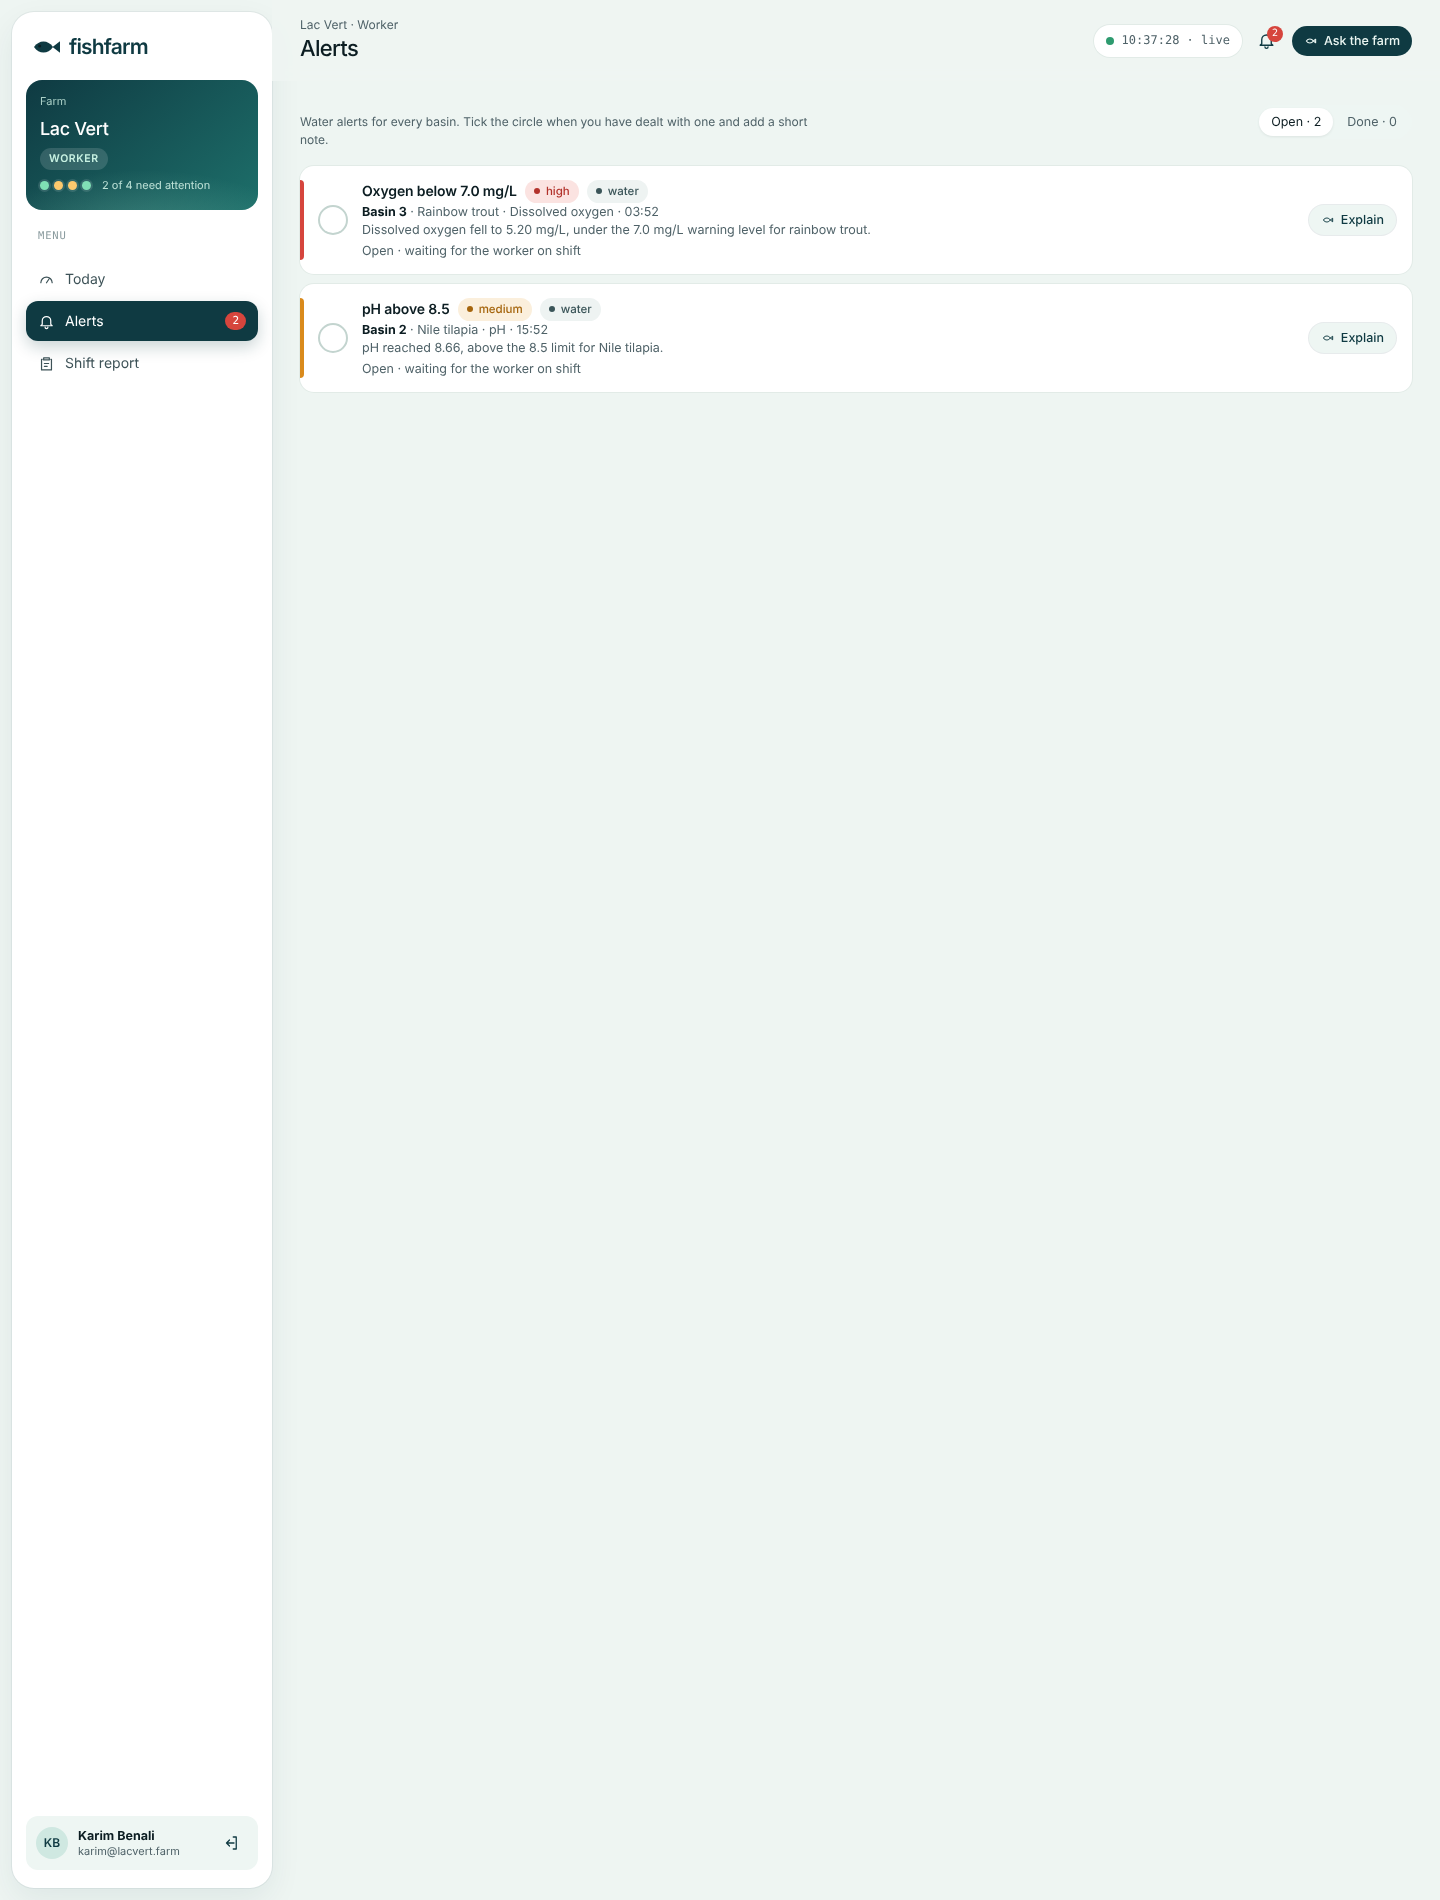 fishfarm
Farm
Lac Vert
WORKER
2 of 4 need attention
MENU
Today
Alerts 2
Shift report
KB
Karim Benali
karim@lacvert.farm
Lac Vert · Worker
Alerts
10:37:28 · live
2
Ask the farm
Water alerts for every basin. Tick the circle when you have dealt with one and add a short
note.
Open · 2
Done · 0
Oxygen below 7.0 mg/L high water
Basin 3 · Rainbow trout · Dissolved oxygen · 03:52
Dissolved oxygen fell to 5.20 mg/L, under the 7.0 mg/L warning level for rainbow trout.
Open · waiting for the worker on shift
Explain
pH above 8.5 medium water
Basin 2 · Nile tilapia · pH · 15:52
pH reached 8.66, above the 8.5 limit for Nile tilapia.
Open · waiting for the worker on shift
Explain